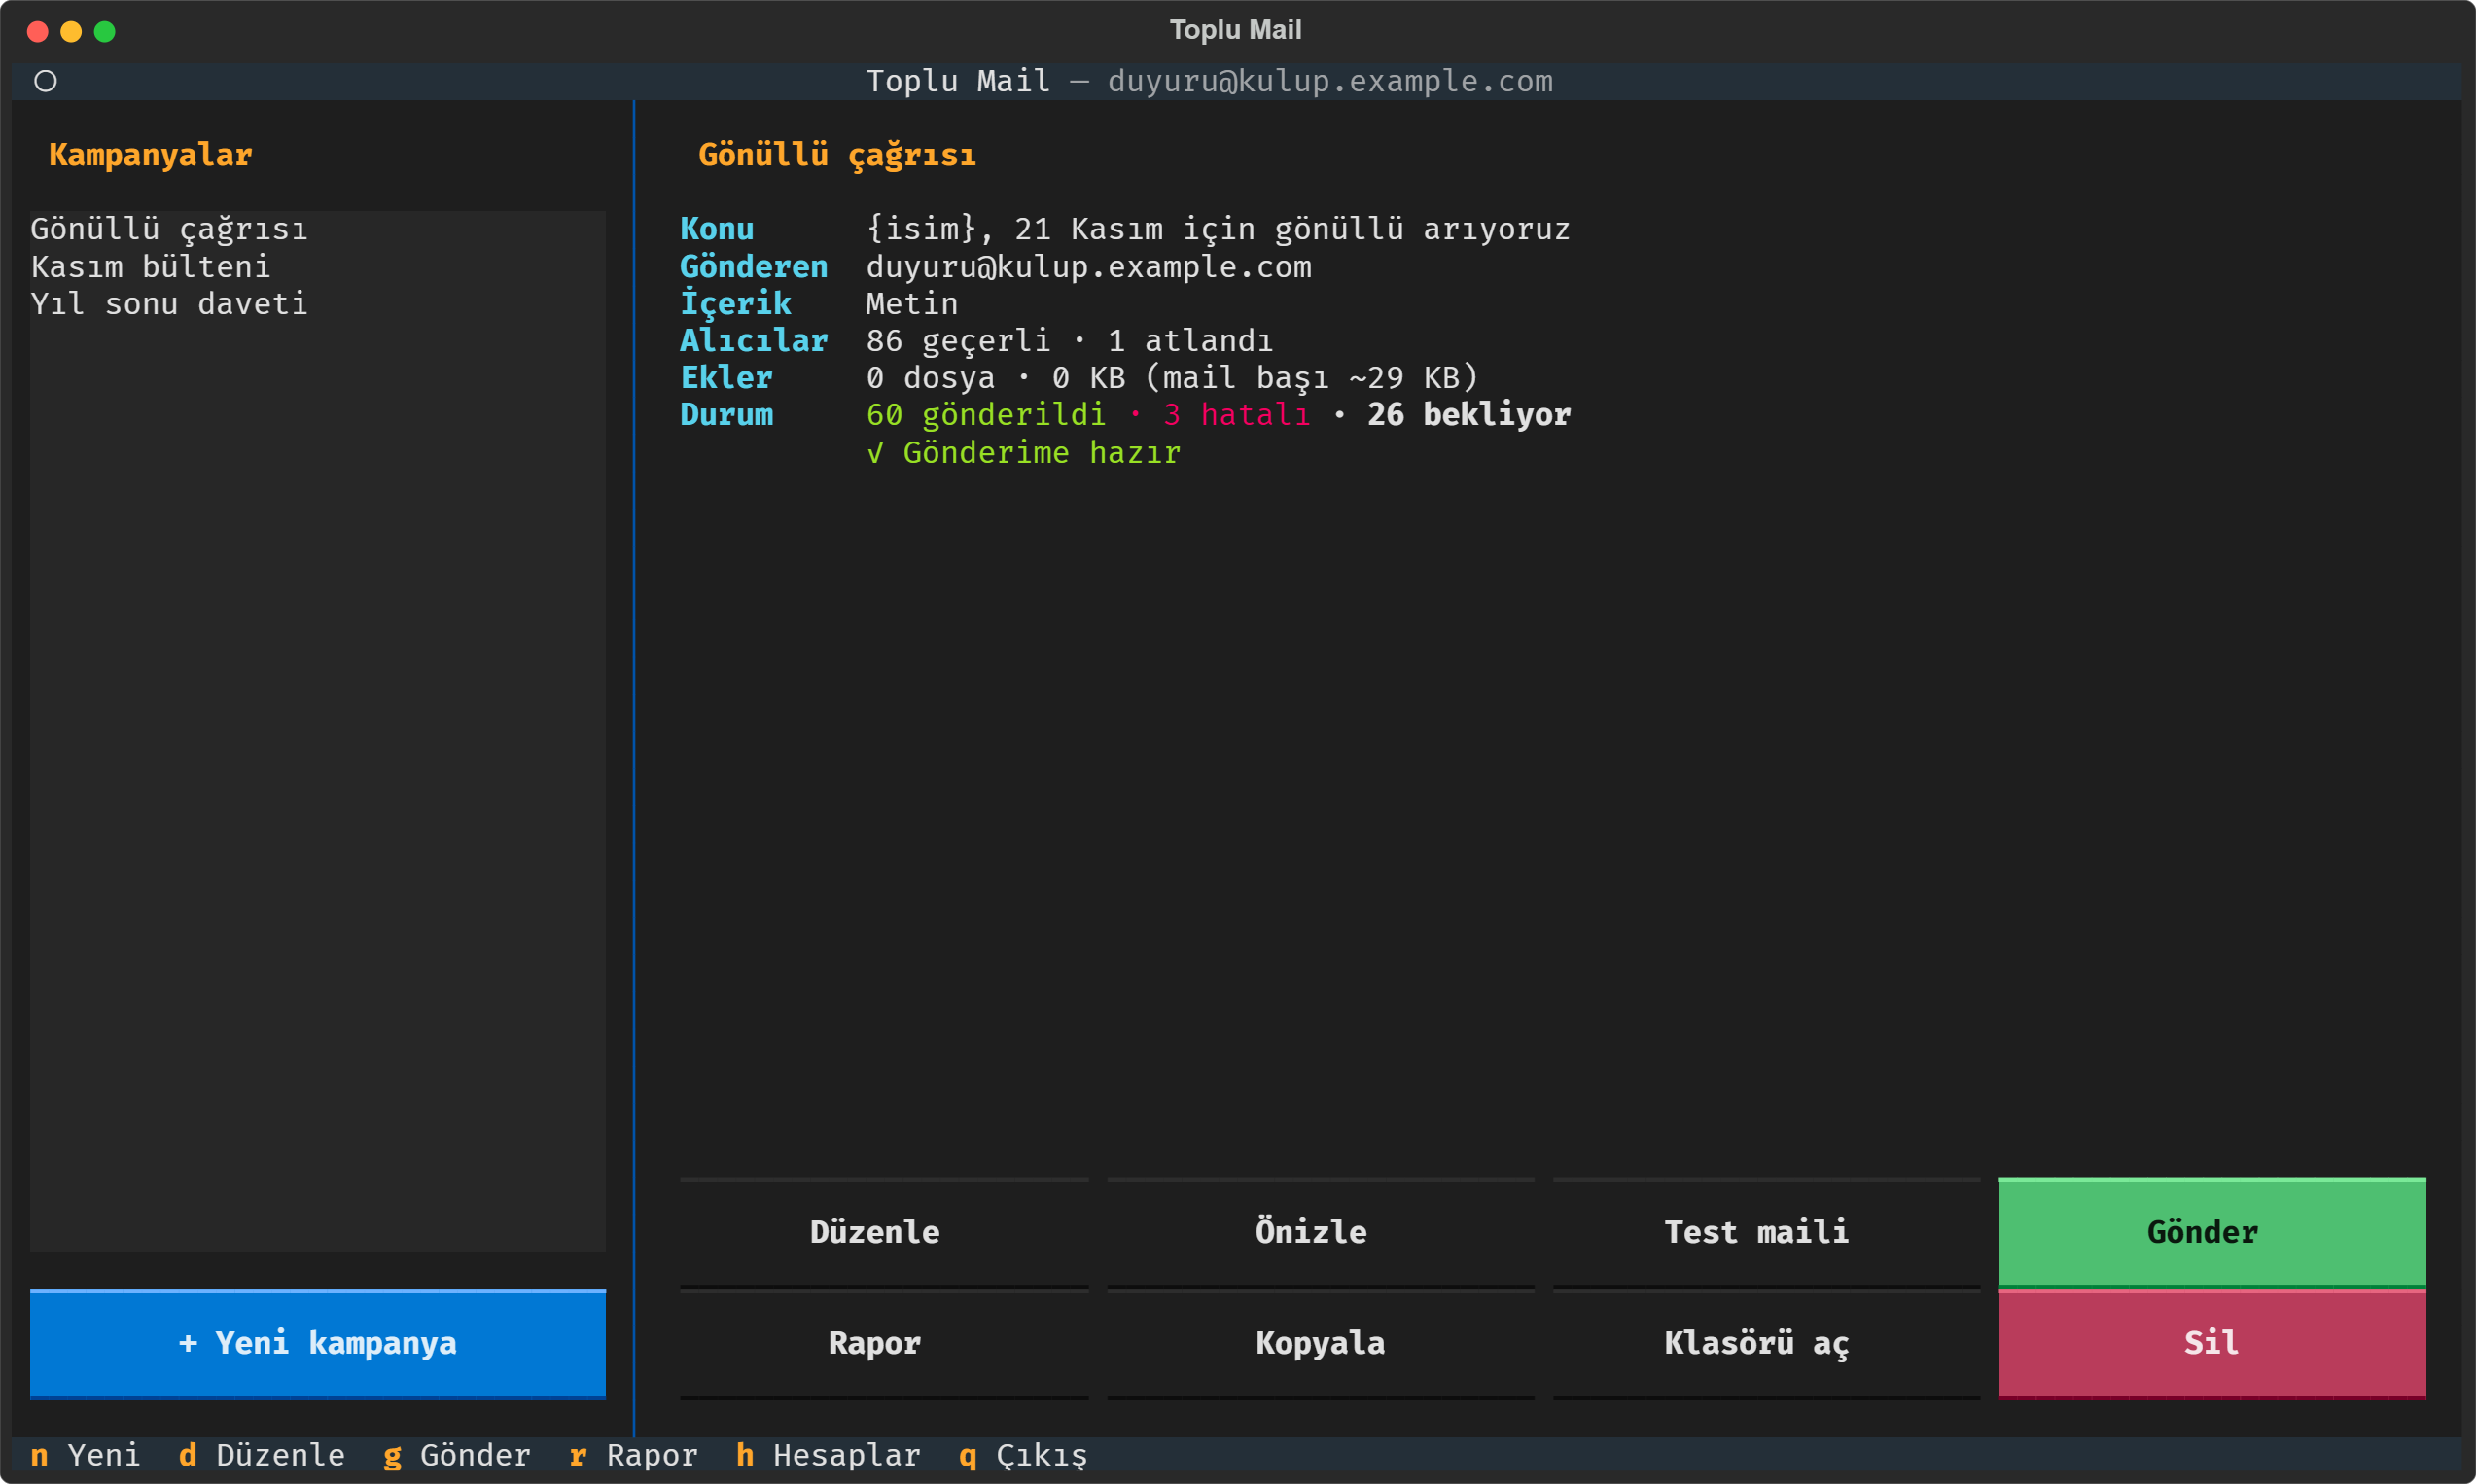 Toplu Mail
Toplu Mail — duyuru@kulup.example.com
Kampanyalar
Gönüllü çağrısı
Kasım bülteni
Yıl sonu daveti
+ Yeni kampanya
Gönüllü çağrısı
Konu {isim}, 21 Kasım için gönüllü arıyoruz
Gönderen duyuru@kulup.example.com
İçerik Metin
Alıcılar 86 geçerli · 1 atlandı
Ekler 0 dosya · 0 KB (mail başı ~29 KB)
Durum 60 gönderildi · 3 hatalı · 26 bekliyor
√ Gönderime hazır
Düzenle Önizle Test maili Gönder
Rapor Kopyala Klasörü aç Sil
n Yeni d Düzenle g Gönder r Rapor h Hesaplar q Çıkış